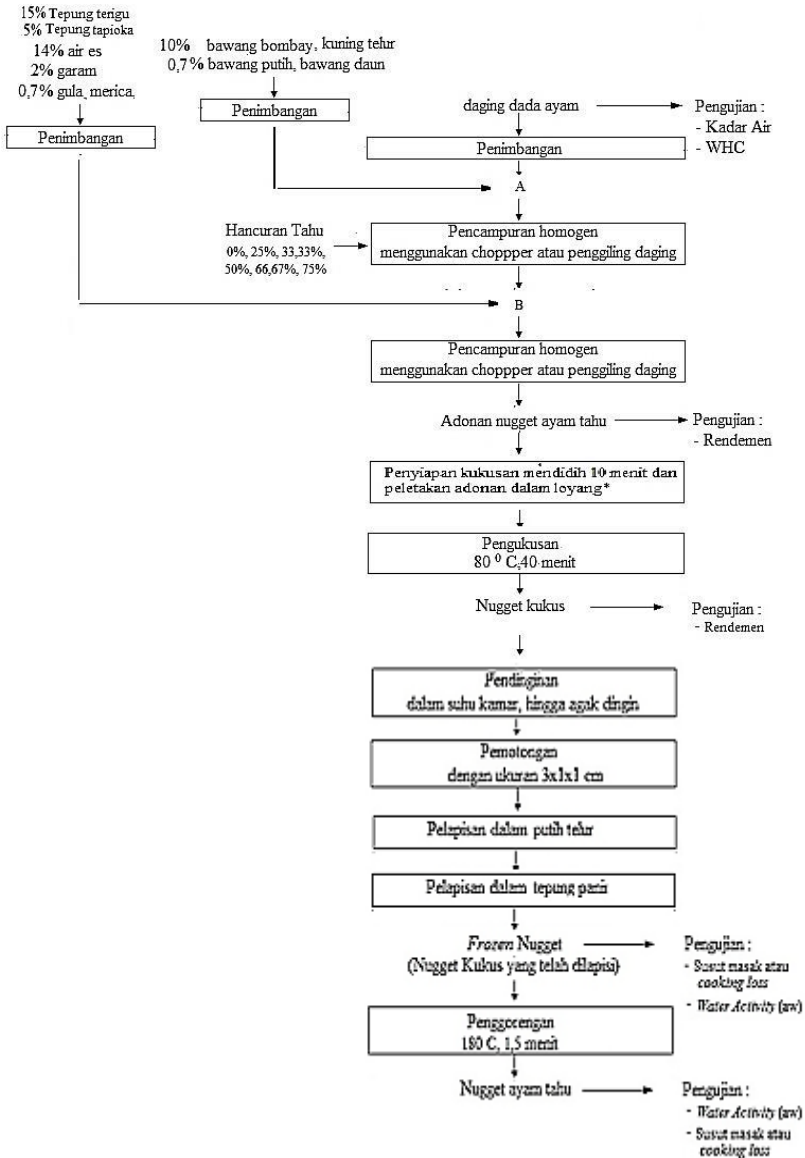 15% Tepung terigu
5% Tepung tapioka
14% air es
2% garam
0,7% gula, merica,
Penimbangan
10% bawang bombay, kuning telur
0,7% bawang putih, bawang daun
Penimbangan
daging dada ayam
Pengujian :
- Kadar Air
- WHC
Penimbangan
A
Hancuran Tahu
0%, 25%, 33,33%,
50%, 66,67%, 75%
Pencampuran homogen
menggunakan choppper atau penggiling daging
B
Pencampuran homogen
menggunakan choppper atau penggiling daging
Adonan nugget ayam tahu
Pengujian :
- Rendemen
Penyiapan kukusan mendidih 10 menit dan
peletakan adonan dalam loyang*
Pengukusan
80 ⁰ C,40 menit
Nugget kukus
Pengujian :
- Rendemen
Pendinginan
dalam suhu kamar, hingga agak dingin
Pemotongan
dengan ukuran 3x1x1 cm
Pelapisan dalam putih telur
Pelapisan dalam tepung panir
Frozen Nugget
(Nugget Kukus yang telah dilapisi)
Pengujian :
- Susut masak atau
cooking loss
- Water Activity (aw)
Penggorengan
180 C, 1,5 menit
Nugget ayam tahu
Pengujian :
- Water Activity (aw)
- Susut masak atau
cooking loss